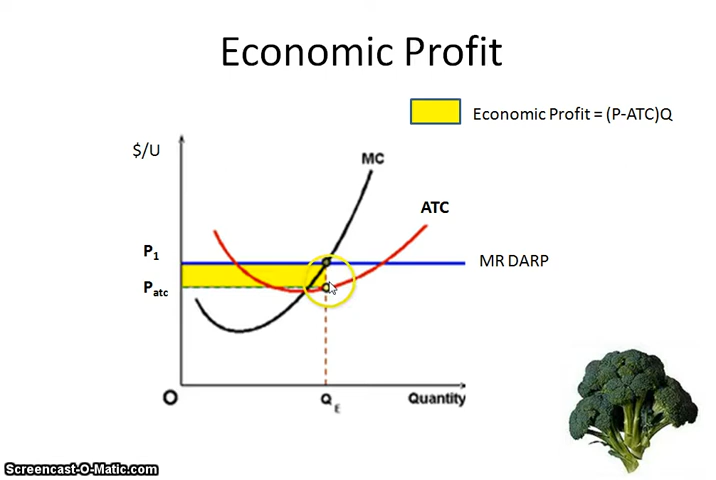 Economic Profit
Economic Profit = (P-ATC)Q
$/U
MC
ATC
P1
MR DARP
Patc
O
QE
Quantity
Screencast-O-Matic.com